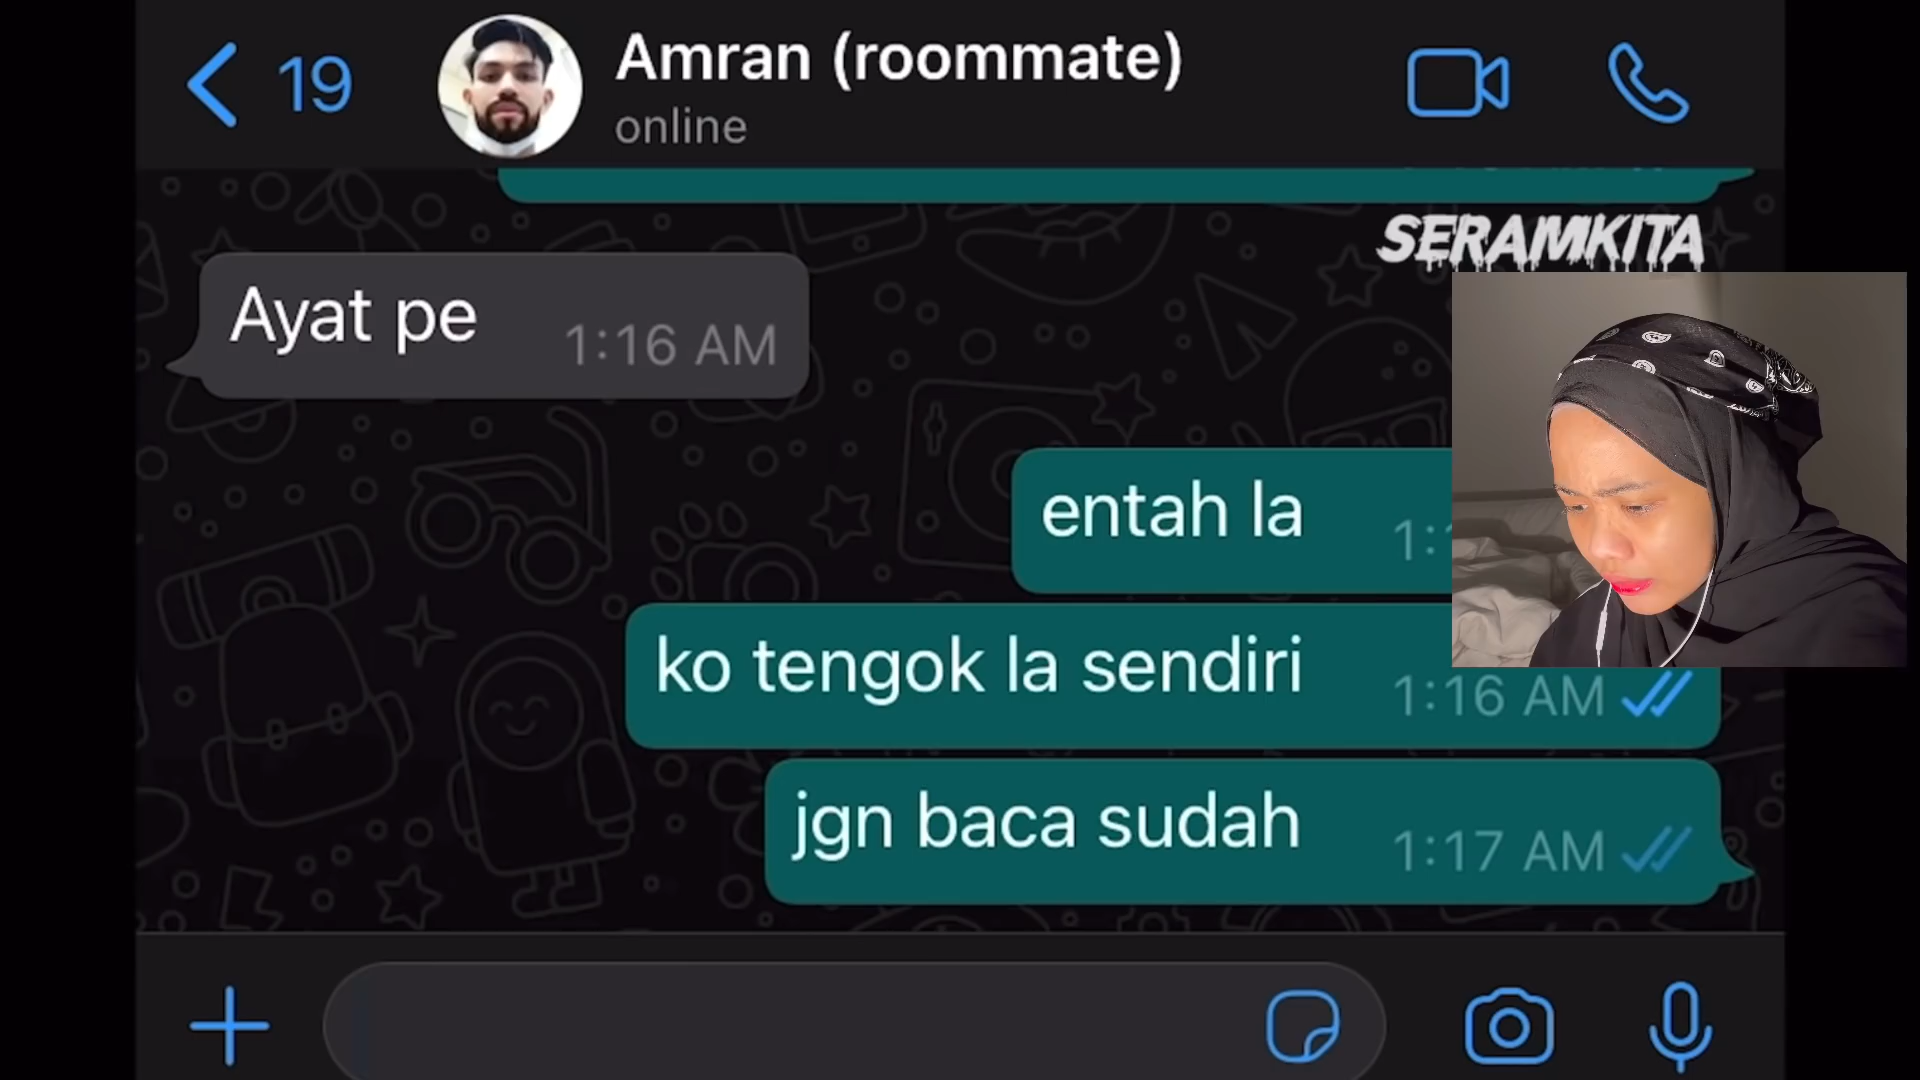 19
Amran (roommate)
online
SERAMKITA
Ayat pe
1:16 AM
entah la
1:
ko tengok la sendiri
1:16 AM
jgn baca sudah
1:17 AM